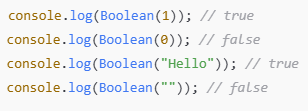 console.log(Boolean(1)); // true
console.log(Boolean(0)); // false
console.log(Boolean("Hello")); // true
console.log(Boolean("")); // false